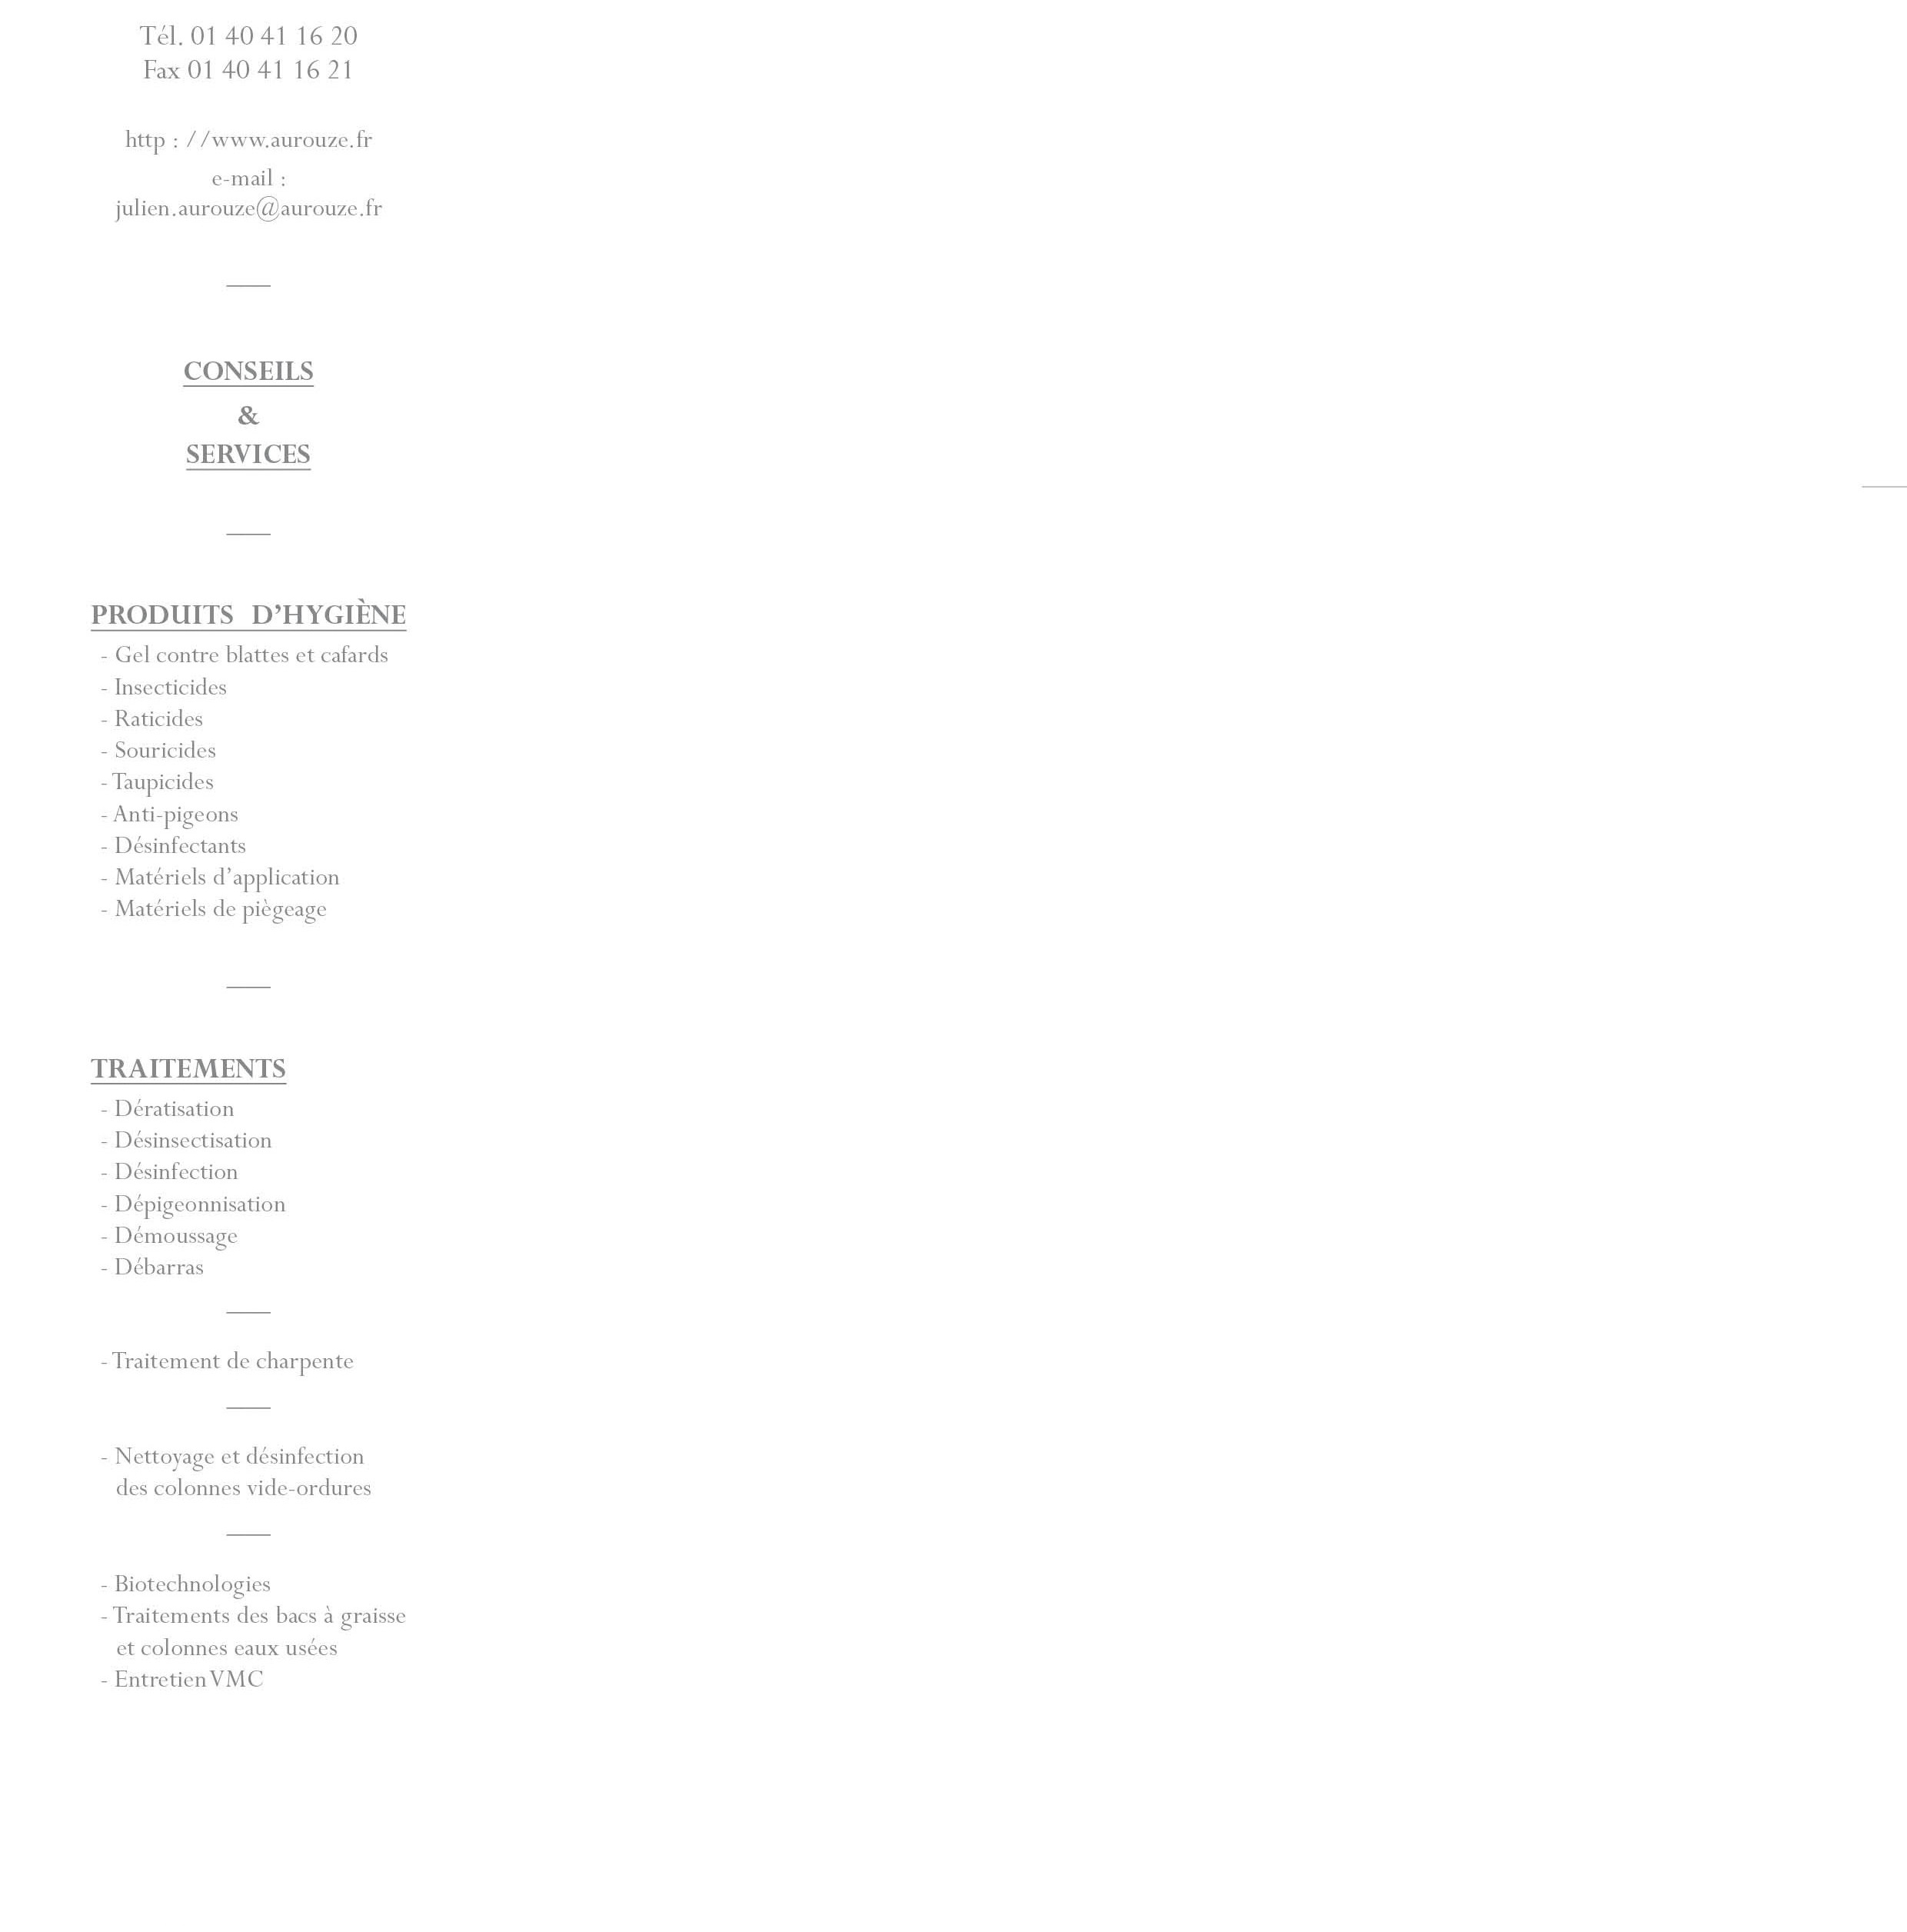 Tél. 01 40 41 16 20
Fax 01 40 41 16 21
http : //www.aurouze.fr
e-mail :
julien.aurouze@aurouze.fr
CONSEILS
&
SERVICES
PRODUITS D’HYGIÈNE
- Gel contre blattes et cafards
- Insecticides
- Raticides
- Souricides
- Taupicides
- Anti-pigeons
- Désinfectants
- Matériels d’application
- Matériels de piègeage
TRAITEMENTS
- Dératisation
- Désinsectisation
- Désinfection
- Dépigeonnisation
- Démoussage
- Débarras
- Traitement de charpente
- Nettoyage et désinfection
des colonnes vide-ordures
- Biotechnologies
- Traitements des bacs à graisse
et colonnes eaux usées
- Entretien VMC